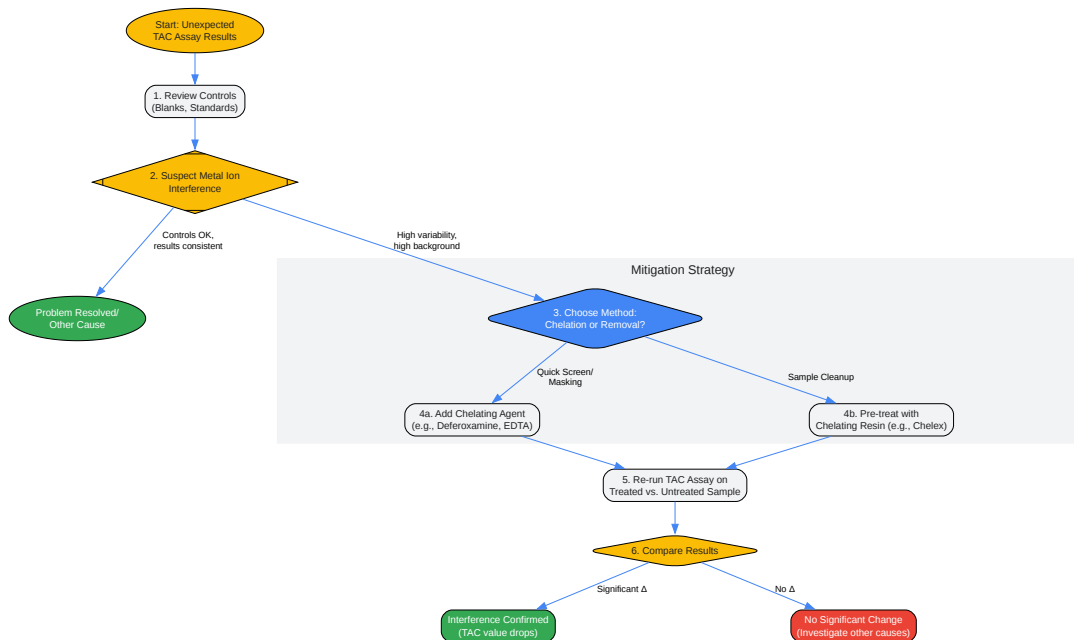 Start: Unexpected
TAC Assay Results
1. Review Controls
(Blanks, Standards)
2. Suspect Metal Ion
Interference
Controls OK,
results consistent
High variability,
high background
Mitigation Strategy
Problem Resolved/
Other Cause
3. Choose Method:
Chelation or Removal?
Quick Screen/
Masking
Sample Cleanup
4a. Add Chelating Agent
(e.g., Deferoxamine, EDTA)
4b. Pre-treat with
Chelating Resin (e.g., Chelex)
5. Re-run TAC Assay on
Treated vs. Untreated Sample
6. Compare Results
Significant Δ
No Δ
Interference Confirmed
(TAC value drops)
No Significant Change
(Investigate other causes)